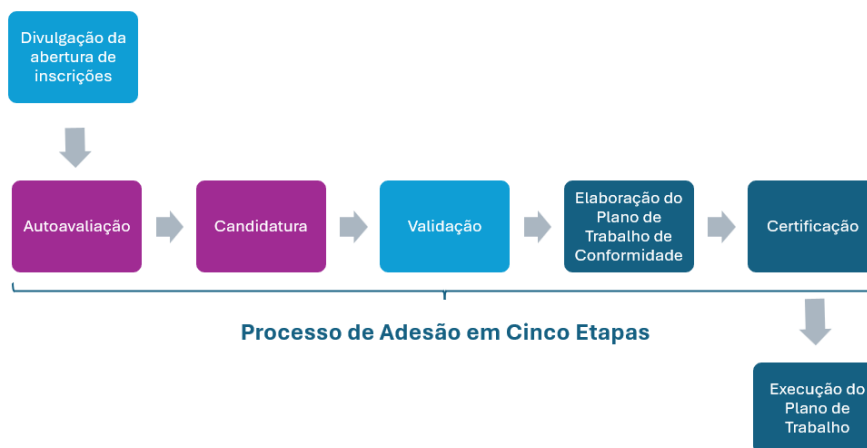 Divulgação da
abertura de
inscrições
Autoavaliação
Candidatura
Validação
Elaboração do
Plano de
Trabalho de
Conformidade
Certificação
Processo de Adesão em Cinco Etapas
Execução do
Plano de
Trabalho